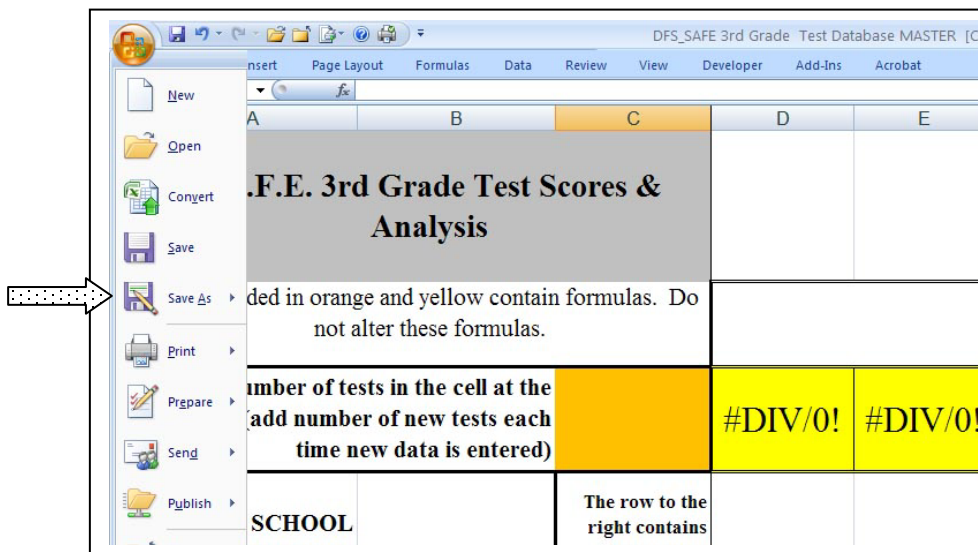 DFS_SAFE 3rd Grade Test Database MASTER [C
nsert Page Layout Formulas Data Review View Developer Add-Ins Acrobat
fx
A B C D E
New
Open
Convert
Save
Save As
Print
Prepare
Send
Publish
.F.E. 3rd Grade Test Scores &
Analysis
ded in orange and yellow contain formulas. Do
not alter these formulas.
umber of tests in the cell at the
(add number of new tests each
time new data is entered)
#DIV/0! #DIV/0!
SCHOOL
The row to the
right contains